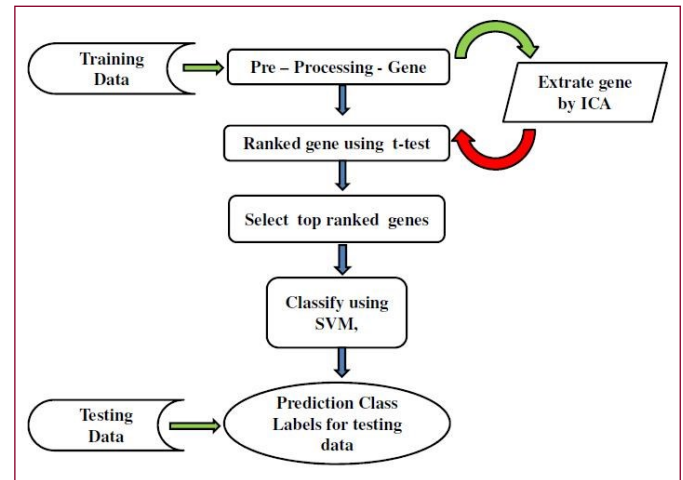 Training
Data
Pre – Processing - Gene
Extrate gene
by ICA
Ranked gene using t-test
Select top ranked genes
Classify using
SVM,
Testing
Data
Prediction Class
Labels for testing
data